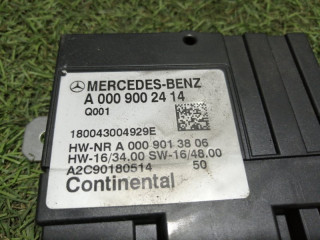 MERCEDES-BENZ
A 000 900 24 14
Q001
180043004929E
HW-NR A 000 901 38 06
HW-16/34.00 SW-16/48.00
A2C90180514 50
Continental